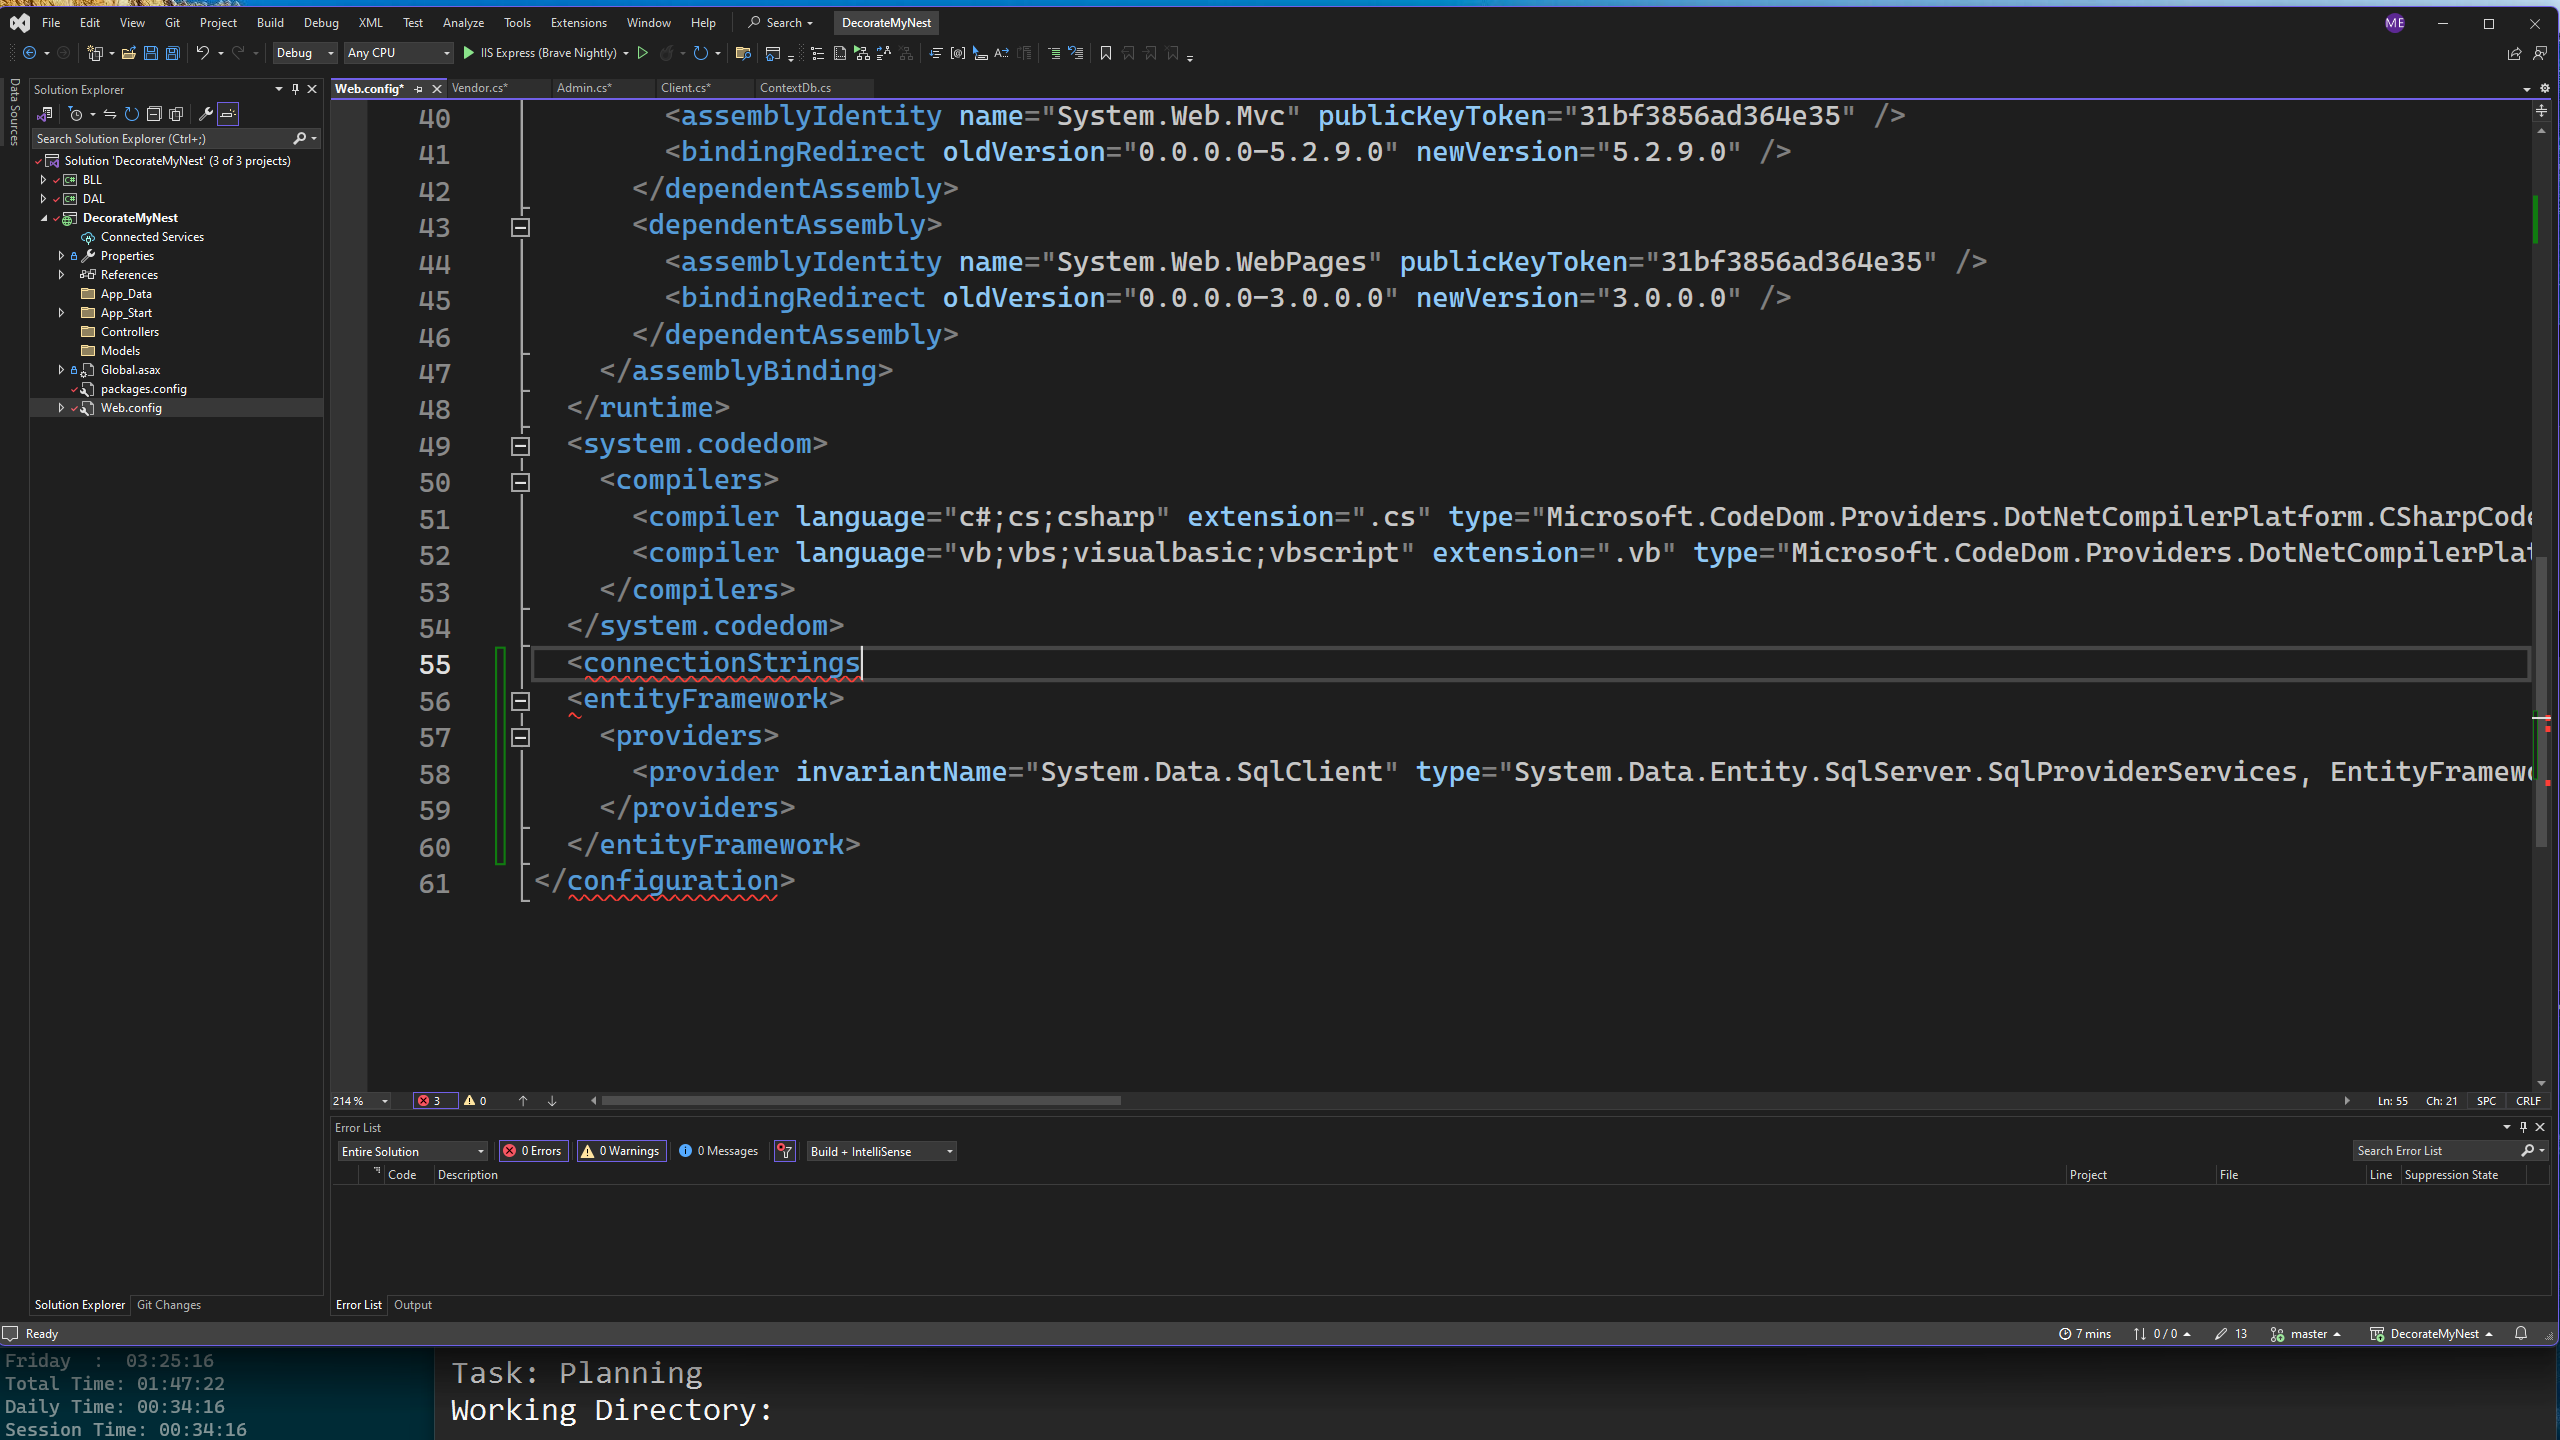 File Edit View Git Project Build Debug XML Test Analyze Tools Extensions Window Help Search DecorateMyNest ME
Debug Any CPU IIS Express (Brave Nightly)
Data Sources
Solution Explorer
Search Solution Explorer (Ctrl+;)
Solution 'DecorateMyNest' (3 of 3 projects)
BLL
DAL
DecorateMyNest
Connected Services
Properties
References
App_Data
App_Start
Controllers
Models
Global.asax
packages.config
Web.config
Solution Explorer Git Changes
Web.config* Vendor.cs* Admin.cs* Client.cs* ContextDb.cs
40 <assemblyIdentity name="System.Web.Mvc" publicKeyToken="31bf3856ad364e35" />
41 <bindingRedirect oldVersion="0.0.0.0-5.2.9.0" newVersion="5.2.9.0" />
42 </dependentAssembly>
43 <dependentAssembly>
44 <assemblyIdentity name="System.Web.WebPages" publicKeyToken="31bf3856ad364e35" />
45 <bindingRedirect oldVersion="0.0.0.0-3.0.0.0" newVersion="3.0.0.0" />
46 </dependentAssembly>
47 </assemblyBinding>
48 </runtime>
49 <system.codedom>
50 <compilers>
51 <compiler language="c#;cs;csharp" extension=".cs" type="Microsoft.CodeDom.Providers.DotNetCompilerPlatform.CSharpCode
52 <compiler language="vb;vbs;visualbasic;vbscript" extension=".vb" type="Microsoft.CodeDom.Providers.DotNetCompilerPlat
53 </compilers>
54 </system.codedom>
55 <connectionStrings
56 <entityFramework>
57 <providers>
58 <provider invariantName="System.Data.SqlClient" type="System.Data.Entity.SqlServer.SqlProviderServices, EntityFramewo
59 </providers>
60 </entityFramework>
61 </configuration>
214 % 3 0 Ln: 55 Ch: 21 SPC CRLF
Error List
Entire Solution 0 Errors 0 Warnings 0 Messages Build + IntelliSense Search Error List
Code Description Project File Line Suppression State
Error List Output
Ready 7 mins 0 / 0 13 master DecorateMyNest
Friday : 03:25:16
Total Time: 01:47:22
Daily Time: 00:34:16
Session Time: 00:34:16
Task: Planning
Working Directory: